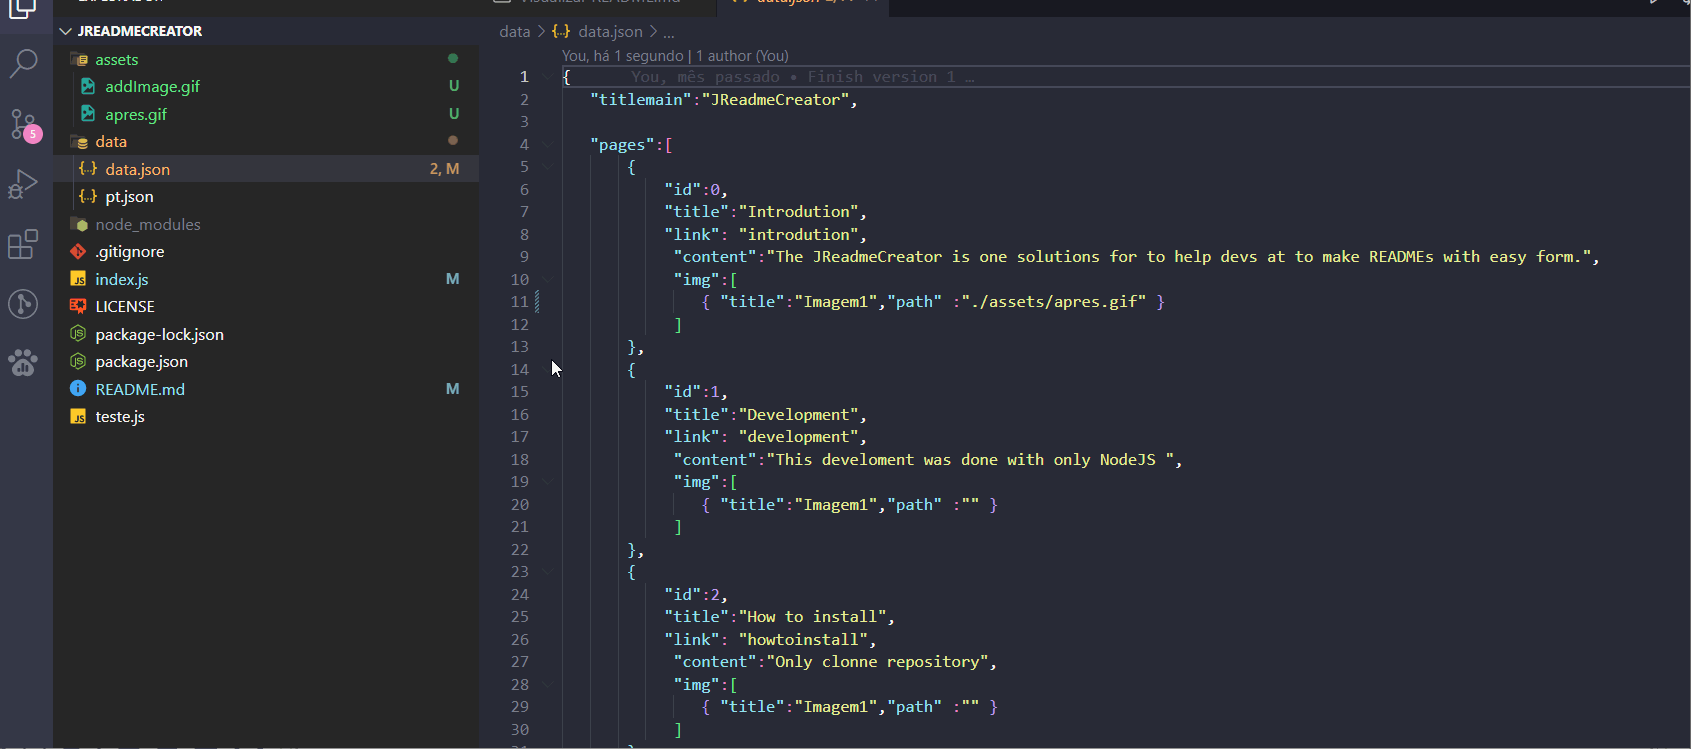 JREADMECREATOR
assets
addImage.gif U
apres.gif U
data
data.json 2, M
pt.json
node_modules
.gitignore
index.js M
LICENSE
package-lock.json
package.json
README.md M
teste.js
5
data > data.json > ...
You, há 1 segundo | 1 author (You)
1 { You, mês passado • Finish version 1 …
2 "titlemain":"JReadmeCreator",
3
4 "pages":[
5 {
6 "id":0,
7 "title":"Introdution",
8 "link": "introdution",
9 "content":"The JReadmeCreator is one solutions for to help devs at to make READMEs with easy form.",
10 "img":[
11 { "title":"Imagem1","path" :"./assets/apres.gif" }
12 ]
13 },
14 {
15 "id":1,
16 "title":"Development",
17 "link": "development",
18 "content":"This develoment was done with only NodeJS ",
19 "img":[
20 { "title":"Imagem1","path" :"" }
21 ]
22 },
23 {
24 "id":2,
25 "title":"How to install",
26 "link": "howtoinstall",
27 "content":"Only clonne repository",
28 "img":[
29 { "title":"Imagem1","path" :"" }
30 ]